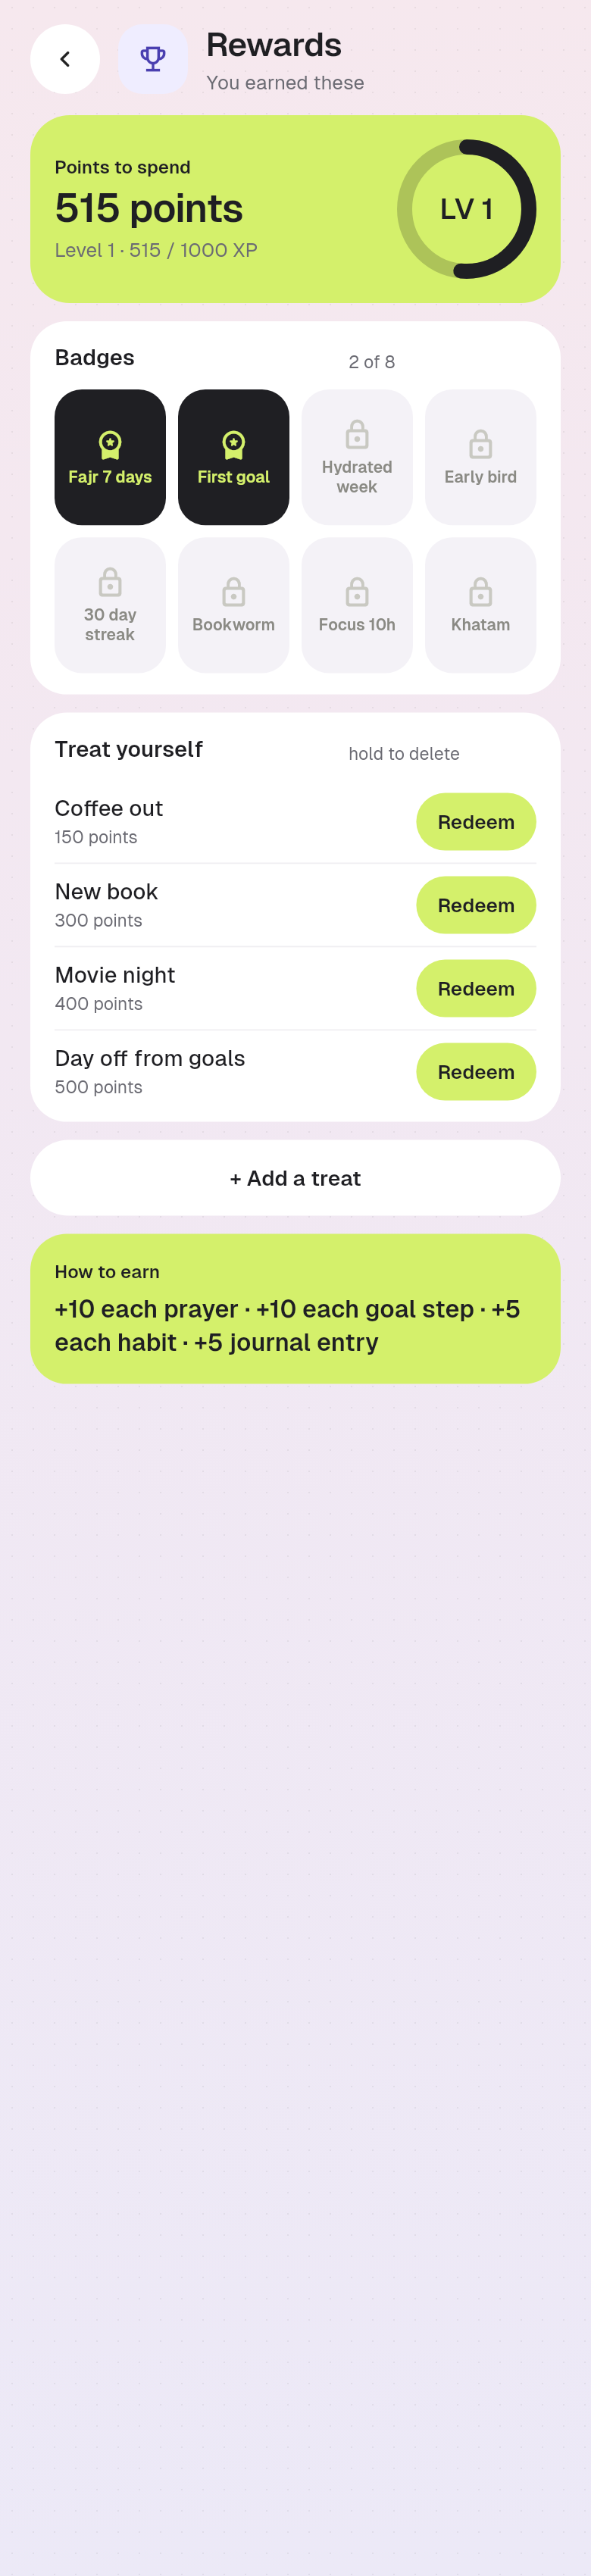 Rewards
You earned these
Points to spend
515 points
Level 1 · 515 / 1000 XP
LV 1
Badges
2 of 8
Fajr 7 days
First goal
Hydrated
week
Early bird
30 day
streak
Bookworm
Focus 10h
Khatam
Treat yourself
hold to delete
Coffee out
150 points
Redeem
New book
300 points
Redeem
Movie night
400 points
Redeem
Day off from goals
500 points
Redeem
+ Add a treat
How to earn
+10 each prayer · +10 each goal step · +5
each habit · +5 journal entry